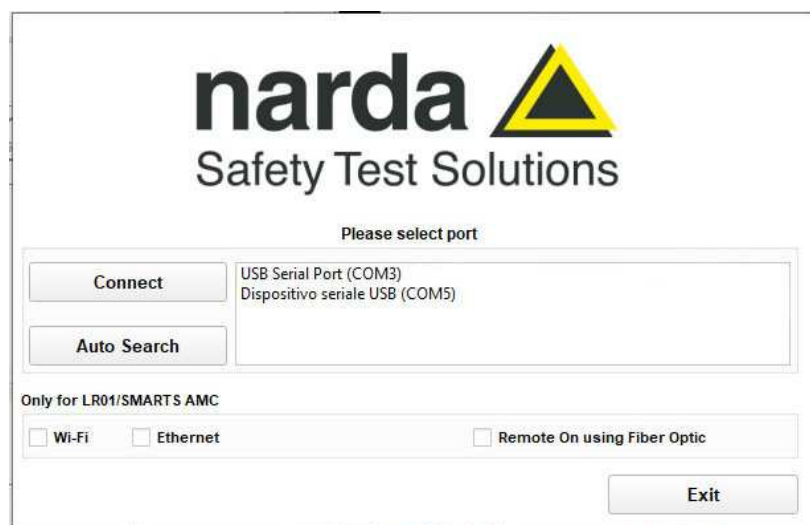 narda
Safety Test Solutions
Please select port
Connect
USB Serial Port (COM3)
Dispositivo seriale USB (COM5)
Auto Search
Only for LR01/SMARTS AMC
Wi-Fi
Ethernet
Remote On using Fiber Optic
Exit